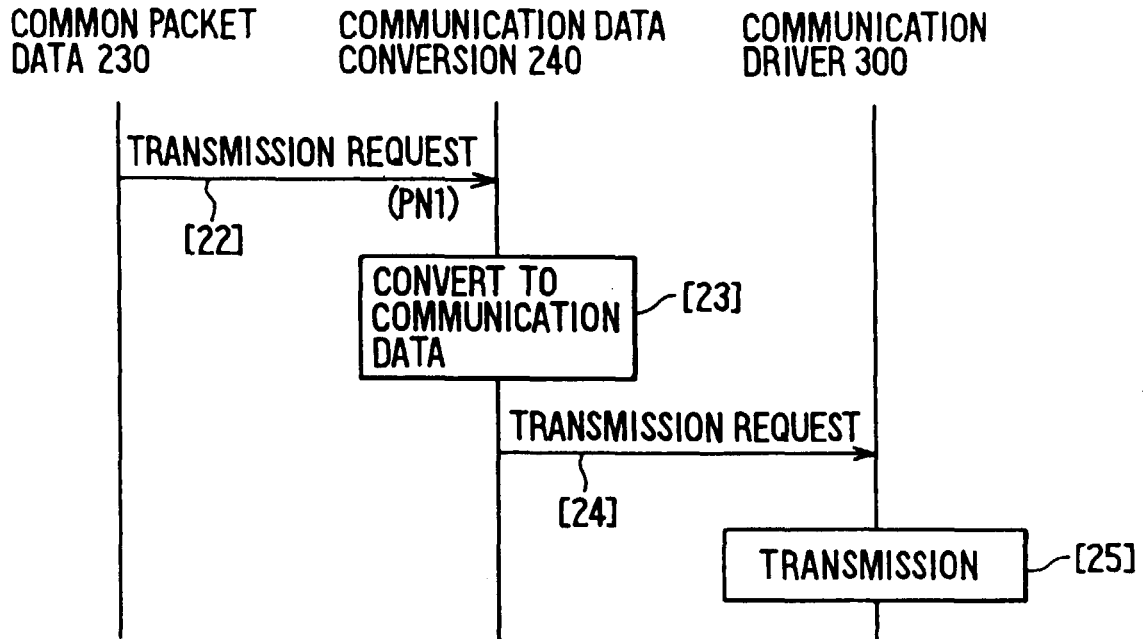 COMMON PACKET
DATA 230
COMMUNICATION DATA
CONVERSION 240
COMMUNICATION
DRIVER 300
TRANSMISSION REQUEST
(PN1)
[22]
CONVERT TO
COMMUNICATION
DATA
[23]
TRANSMISSION REQUEST
[24]
TRANSMISSION
[25]